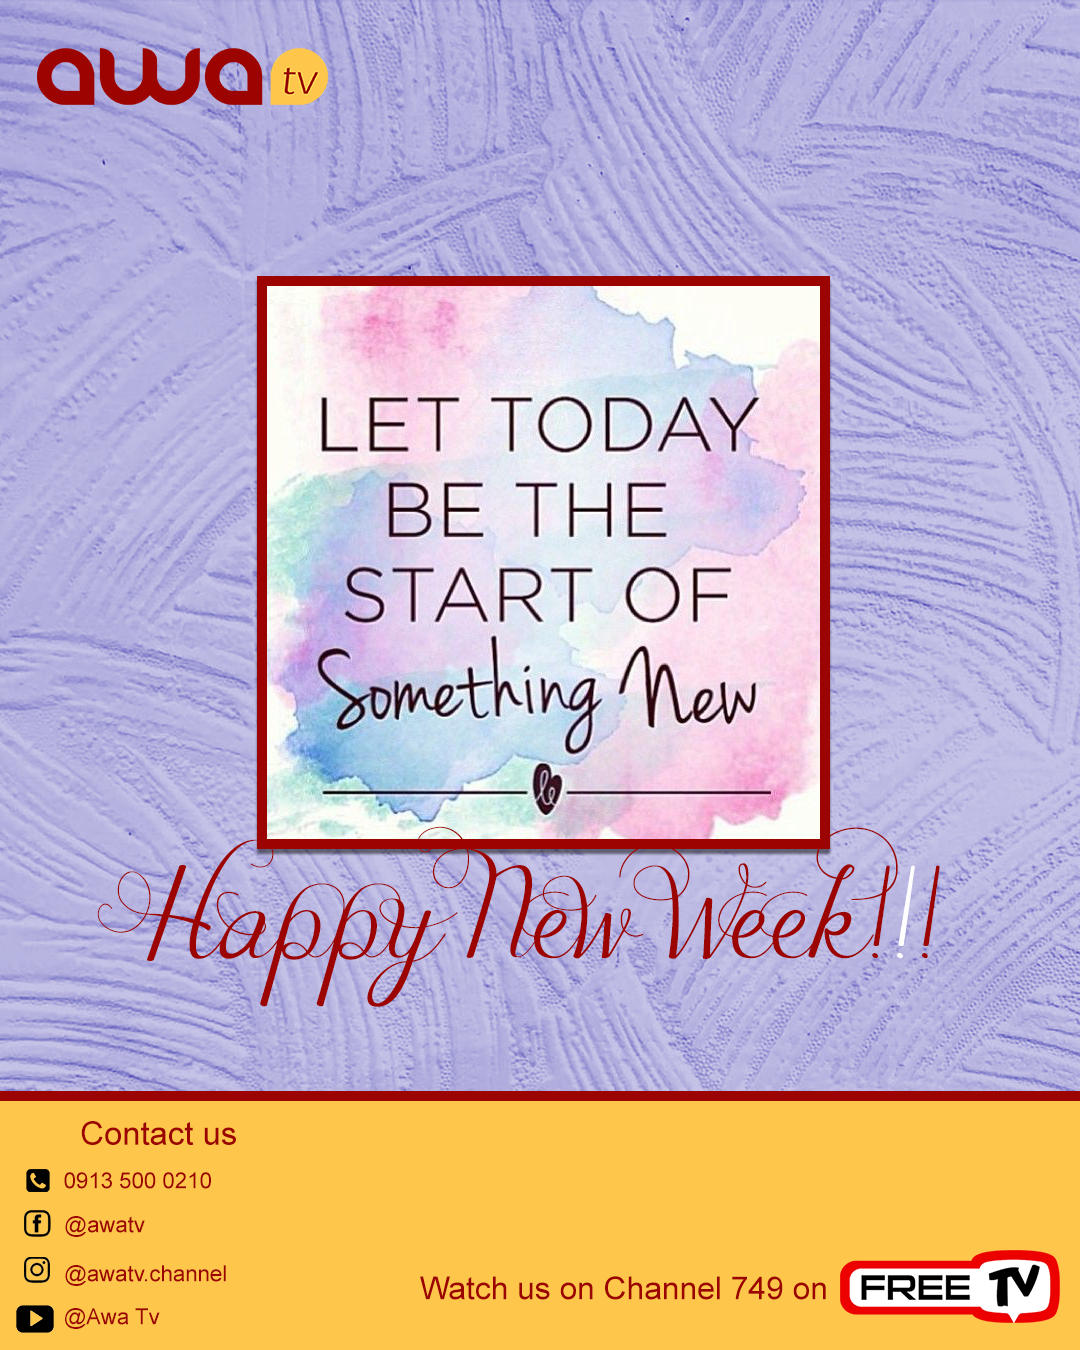 awa tv
LET TODAY
BE THE
START OF
Something New
le
Happy New Week!!!
Contact us
0913 500 0210
@awatv
@awatv.channel
@Awa Tv
Watch us on Channel 749 on FREE TV